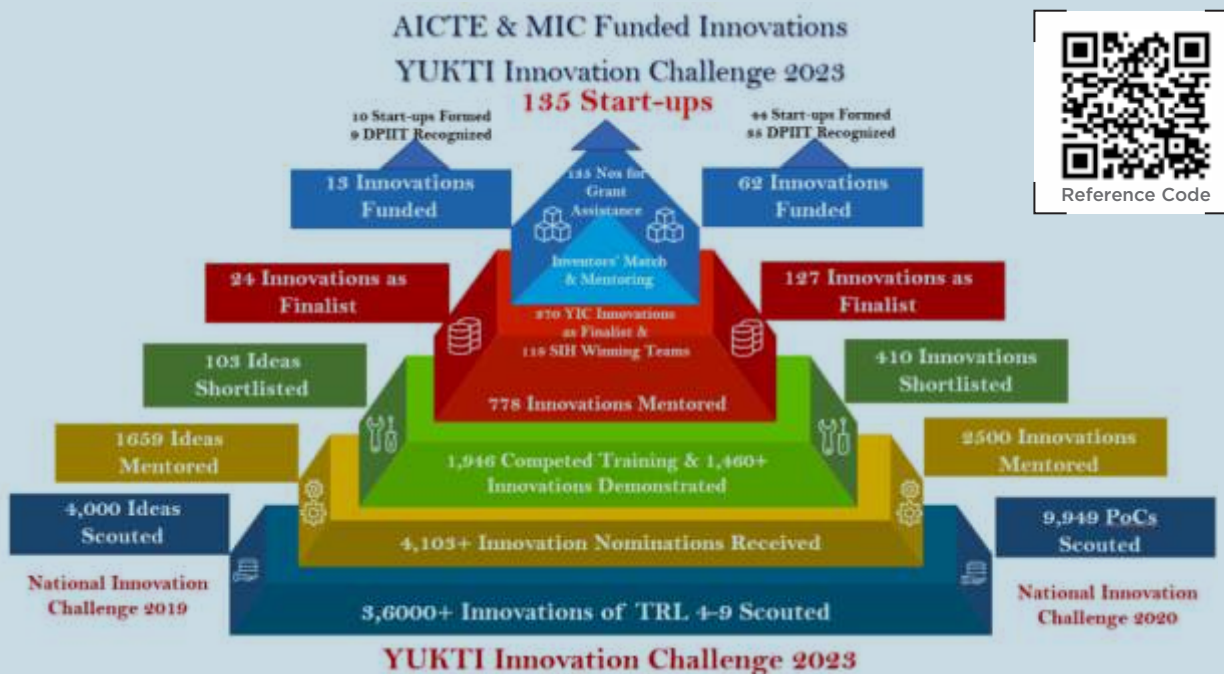 AICTE & MIC Funded Innovations
YUKTI Innovation Challenge 2023
135 Start-ups
10 Start-ups Formed
9 DPIIT Recognized
44 Start-ups Formed
DPIIT Recognized
13 Innovations
Funded
Nos for
Grant
Assistance
62 Innovations
Funded
Inventors' Match
& Mentoring
24 Innovations as
Finalist
YIC Innovations
as Finalist &
SIH Winning Teams
127 Innovations as
Finalist
103 Ideas
Shortlisted
778 Innovations Mentored
410 Innovations
Shortlisted
1659 Ideas
Mentored
1,946 Competed Training & 1,460+
Innovations Demonstrated
2500 Innovations
Mentored
4,000 Ideas
Scouted
4,103+ Innovation Nominations Received
9,949 PoCs
Scouted
National Innovation
Challenge 2019
3,6000+ Innovations of TRL 4-9 Scouted
National Innovation
Challenge 2020
YUKTI Innovation Challenge 2023
Reference Code